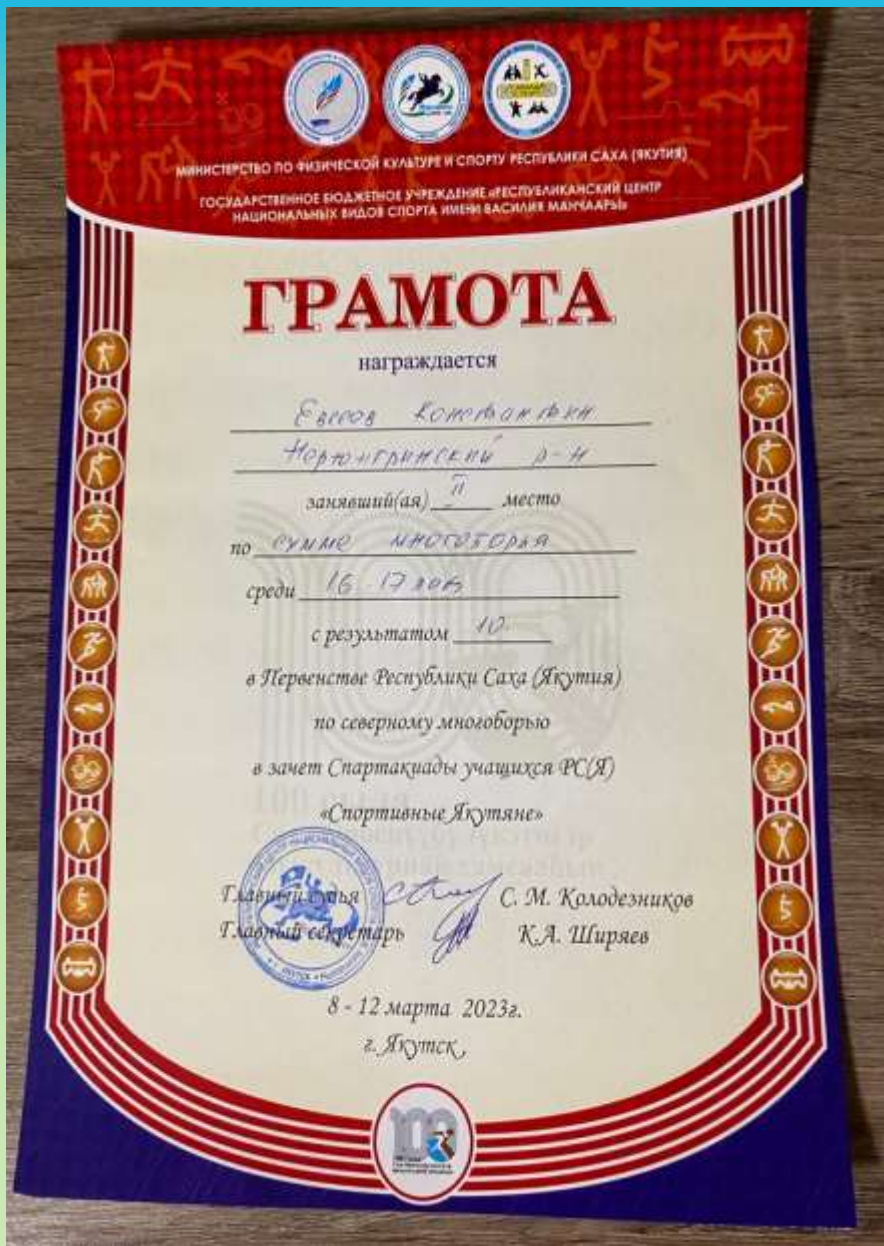 МИНИСТЕРСТВО ПО ФИЗИЧЕСКОЙ КУЛЬТУРЕ И СПОРТУ РЕСПУБЛИКИ САХА (ЯКУТИЯ)
ГОСУДАРСТВЕННОЕ БЮДЖЕТНОЕ УЧРЕЖДЕНИЕ «РЕСПУБЛИКАНСКИЙ ЦЕНТР
НАЦИОНАЛЬНЫХ ВИДОВ СПОРТА ИМЕНИ ВАСИЛИЯ МАНЧААРЫ»
ГРАМОТА
награждается
Константин
Нерюнгринский р-н
занявший(ая) II место
по сумме многоборья
среди 16-17 лет
с результатом 10
в Первенстве Республики Саха (Якутия)
по северному многоборью
в зачет Спартакиады учащихся РС(Я)
«Спортивные Якутяне»
Главный судья С. М. Колодезников
Главный секретарь К.А. Ширяев
8 - 12 марта 2023г.
г. Якутск,